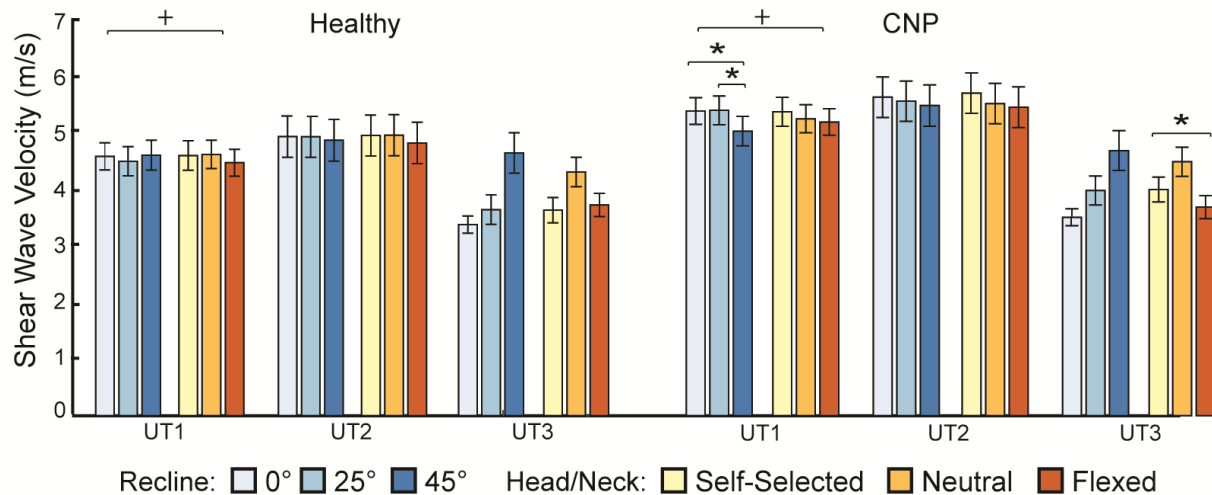 Healthy
CNP
+
+
*
*
*
Shear Wave Velocity (m/s)
7
6
5
4
3
2
1
0
UT1
UT2
UT3
UT1
UT2
UT3
Recline: 0° 25° 45° Head/Neck: Self-Selected Neutral Flexed